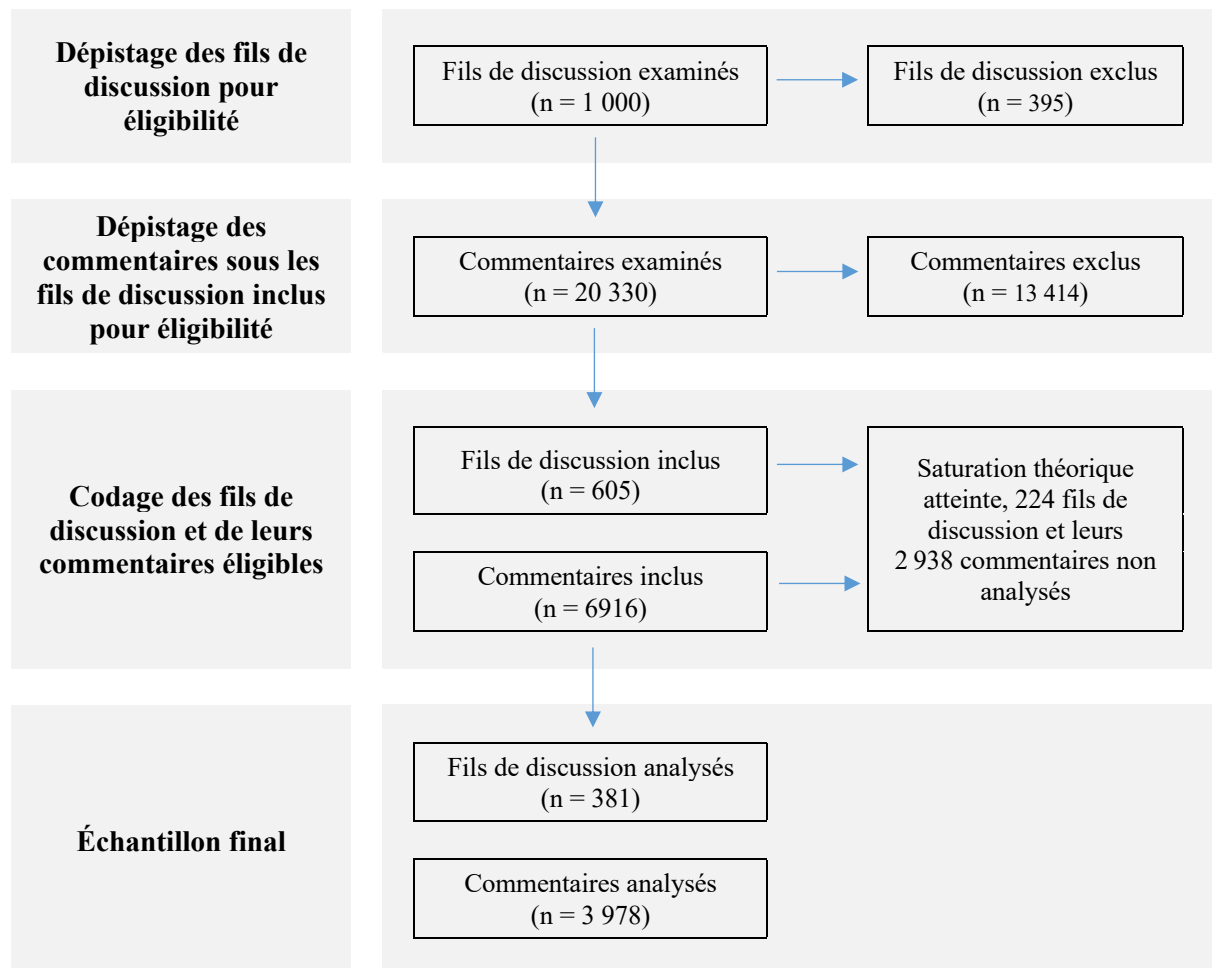 Dépistage des fils de
discussion pour
éligibilité
Fils de discussion examinés
(n = 1 000)
Fils de discussion exclus
(n = 395)
Dépistage des
commentaires sous les
fils de discussion inclus
pour éligibilité
Commentaires examinés
(n = 20 330)
Commentaires exclus
(n = 13 414)
Codage des fils de
discussion et de leurs
commentaires éligibles
Fils de discussion inclus
(n = 605)
Commentaires inclus
(n = 6916)
Saturation théorique
atteinte, 224 fils de
discussion et leurs
2 938 commentaires non
analysés
Échantillon final
Fils de discussion analysés
(n = 381)
Commentaires analysés
(n = 3 978)